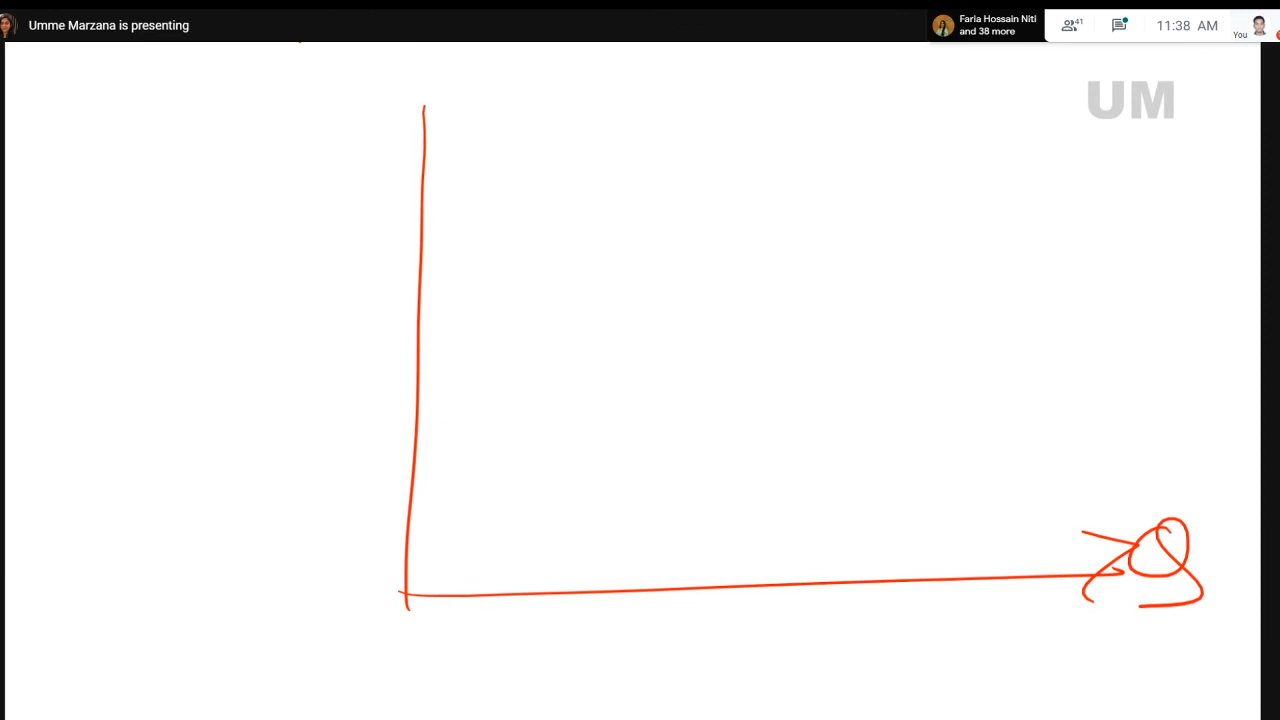 Umme Marzana is presenting
Faria Hossain Niti
and 38 more
41
11:38 AM
You
UM